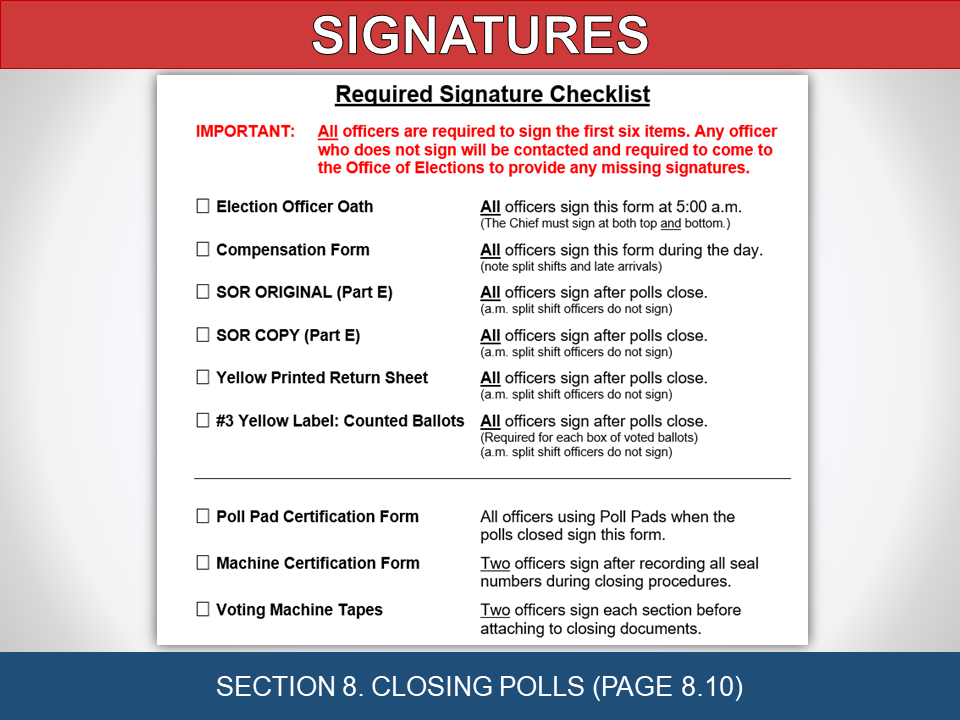 SIGNATURES
Required Signature Checklist
IMPORTANT: All officers are required to sign the first six items. Any officer
who does not sign will be contacted and required to come to
the Office of Elections to provide any missing signatures.
☐ Election Officer Oath All officers sign this form at 5:00 a.m.
(The Chief must sign at both top and bottom.)
☐ Compensation Form All officers sign this form during the day.
(note split shifts and late arrivals)
☐ SOR ORIGINAL (Part E) All officers sign after polls close.
(a.m. split shift officers do not sign)
☐ SOR COPY (Part E) All officers sign after polls close.
(a.m. split shift officers do not sign)
☐ Yellow Printed Return Sheet All officers sign after polls close.
(a.m. split shift officers do not sign)
☐ #3 Yellow Label: Counted Ballots All officers sign after polls close.
(Required for each box of voted ballots)
(a.m. split shift officers do not sign)
☐ Poll Pad Certification Form All officers using Poll Pads when the
polls closed sign this form.
☐ Machine Certification Form Two officers sign after recording all seal
numbers during closing procedures.
☐ Voting Machine Tapes Two officers sign each section before
attaching to closing documents.
SECTION 8. CLOSING POLLS (PAGE 8.10)